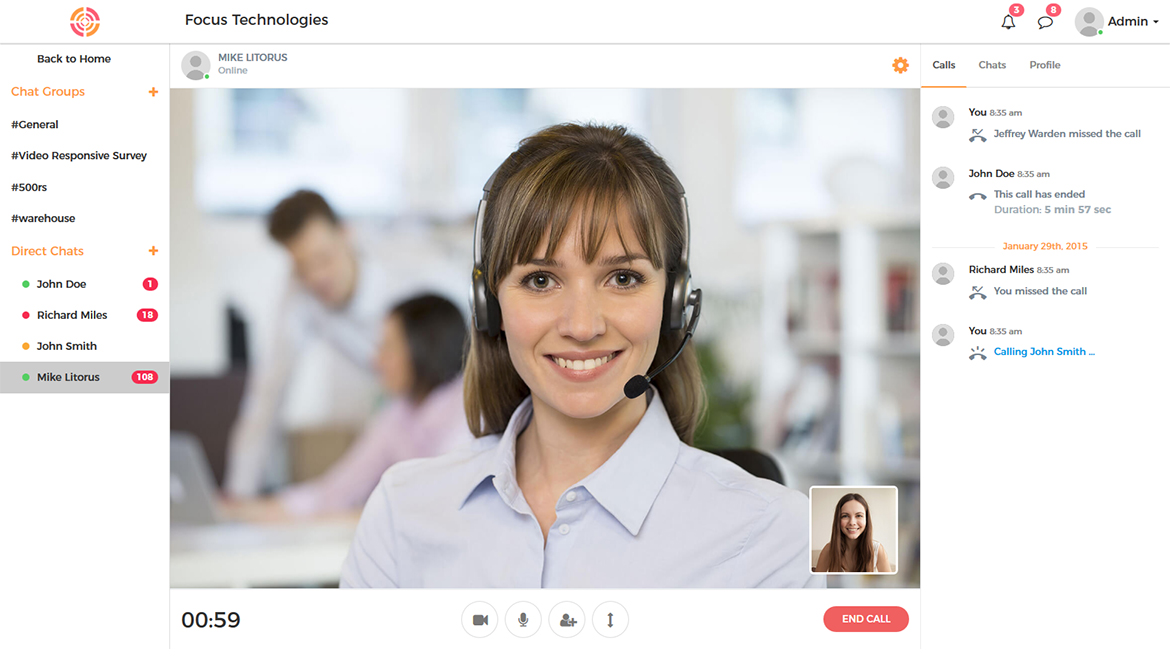 Focus Technologies
3
8
Admin
Back to Home
Chat Groups +
#General
#Video Responsive Survey
#500rs
#warehouse
Direct Chats +
John Doe 1
Richard Miles 18
John Smith
Mike Litorus 108
MIKE LITORUS
Online
00:59
END CALL
Calls Chats Profile
You 8:35 am
Jeffrey Warden missed the call
John Doe 8:35 am
This call has ended
Duration: 5 min 57 sec
January 29th, 2015
Richard Miles 8:35 am
You missed the call
You 8:35 am
Calling John Smith ...